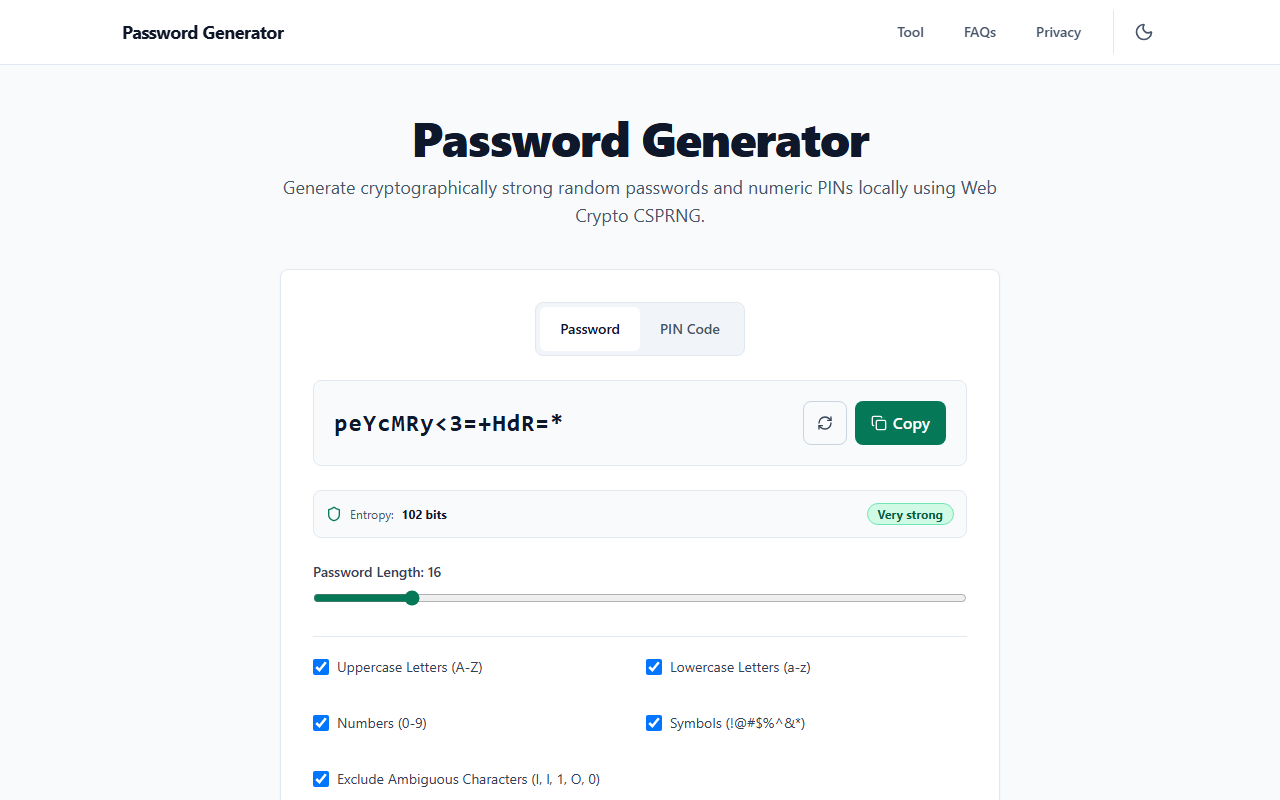 Password Generator
Tool
FAQs
Privacy
Password Generator
Generate cryptographically strong random passwords and numeric PINs locally using Web
Crypto CSPRNG.
Password
PIN Code
peYcMRy<3=+HdR=*
Copy
Entropy: 102 bits
Very strong
Password Length: 16
Uppercase Letters (A-Z)
Lowercase Letters (a-z)
Numbers (0-9)
Symbols (!@#$%^&*)
Exclude Ambiguous Characters (l, I, 1, O, 0)